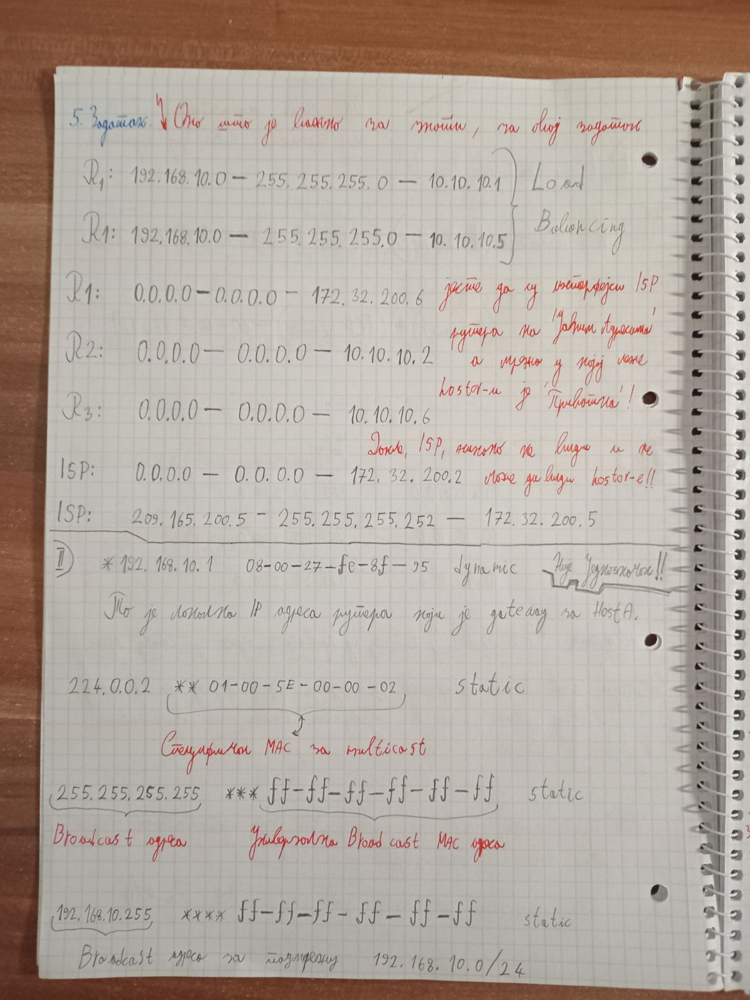 5. Задатак. Оно што је важно за знати, за овај задатак
R1: 192.168.10.0 — 255.255.255.0 — 10.10.10.1 Load
R1: 192.168.10.0 — 255.255.255.0 — 10.10.10.5 Balancing
R1: 0.0.0.0 — 0.0.0.0 — 172.32.200.6 јесте да су интерфејси ISP
рутера на 'Јавним Адресама'
R2: 0.0.0.0 — 0.0.0.0 — 10.10.10.2 а мрежа у којој леже
hostov-и је 'Приватна'!
R3: 0.0.0.0 — 0.0.0.0 — 10.10.10.6
Дакле, ISP, никако не види и не
ISP: 0.0.0.0 — 0.0.0.0 — 172.32.200.2 може да види hostov-е!!
ISP: 209.165.200.5 — 255.255.255.252 — 172.32.200.5
II) * 192.168.10.1 08-00-27-fe-8f-95 dynamic Није Једнозначан!!
То је локална IP адреса рутера који је gateway за HostA.
224.0.0.2 ** 01-00-5E-00-00-02 static
Специфичан MAC за multicast
255.255.255.255 *** ff-ff-ff-ff-ff-ff static
Broadcast адреса Универзална Broadcast MAC адреса
192.168.10.255 **** ff-ff-ff-ff-ff-ff static
Broadcast адреса за подмрежу 192.168.10.0/24